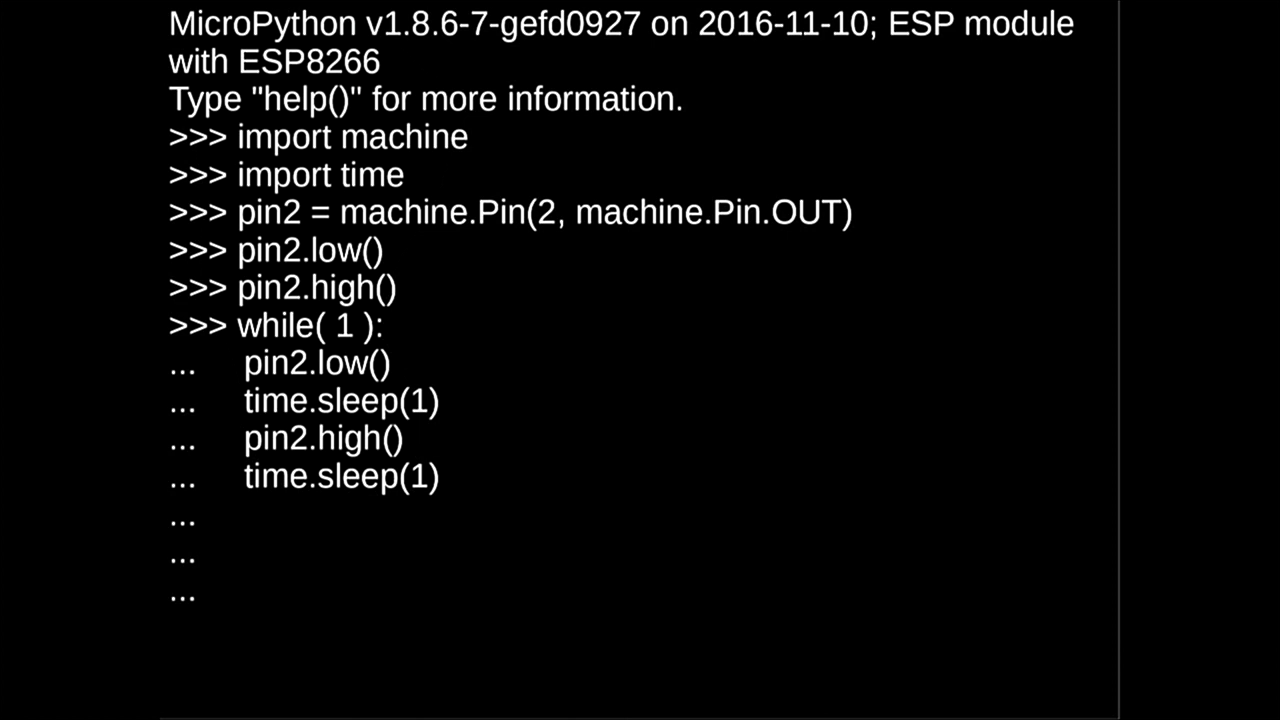 MicroPython v1.8.6-7-gefd0927 on 2016-11-10; ESP module
with ESP8266
Type "help()" for more information.
>>> import machine
>>> import time
>>> pin2 = machine.Pin(2, machine.Pin.OUT)
>>> pin2.low()
>>> pin2.high()
>>> while( 1 ):
...     pin2.low()
...     time.sleep(1)
...     pin2.high()
...     time.sleep(1)
...
...
...